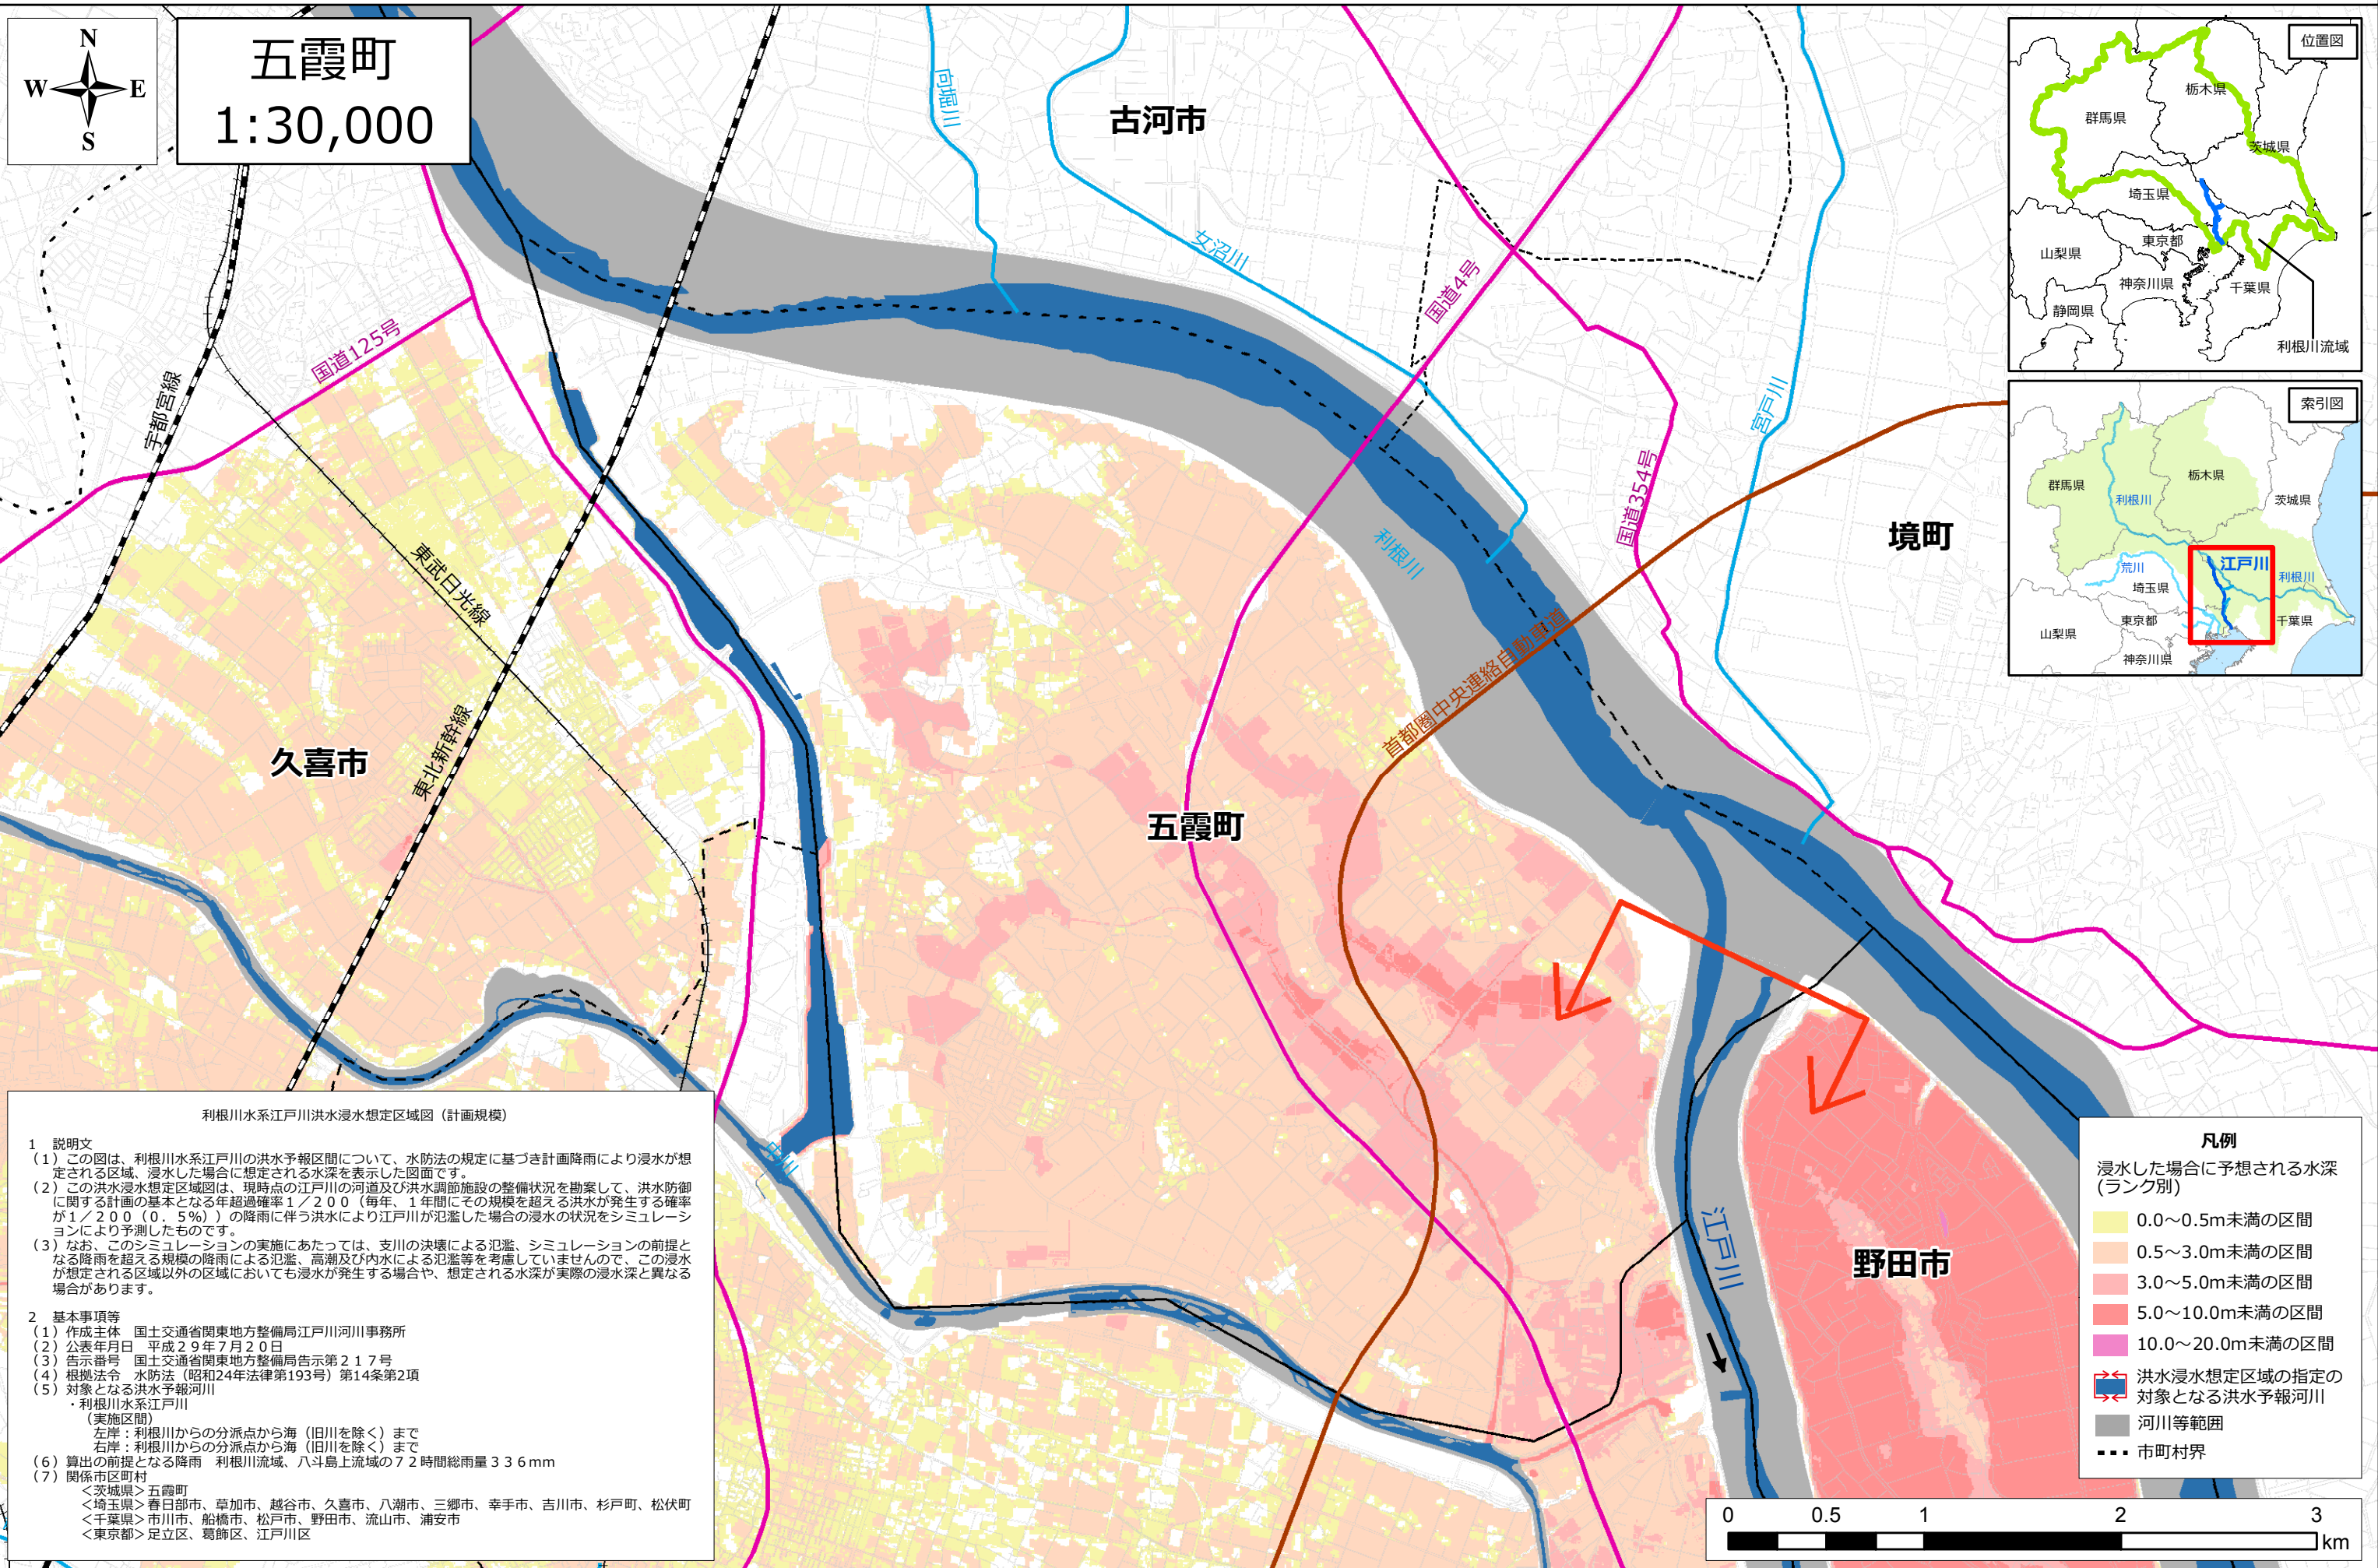 N
W
E
S
五霞町
1:30,000
古河市
向堀川
女沼川
国道4号
国道125号
宇都宮線
東武日光線
東北新幹線
久喜市
利根川
国道354号
宮戸川
境町
首都圏中央連絡自動車道
五霞町
中川
江戸川
野田市
位置図
栃木県
群馬県
茨城県
埼玉県
東京都
山梨県
神奈川県
千葉県
静岡県
利根川流域
索引図
栃木県
群馬県
利根川
茨城県
荒川
江戸川
利根川
埼玉県
東京都
千葉県
山梨県
神奈川県
利根川水系江戸川洪水浸水想定区域図（計画規模）
1 説明文
（1）この図は、利根川水系江戸川の洪水予報区間について、水防法の規定に基づき計画降雨により浸水が想
定される区域、浸水した場合に想定される水深を表示した図面です。
（2）この洪水浸水想定区域図は、現時点の江戸川の河道及び洪水調節施設の整備状況を勘案して、洪水防御
に関する計画の基本となる年超過確率１／２００（毎年、１年間にその規模を超える洪水が発生する確率
が１／２００（０．５%））の降雨に伴う洪水により江戸川が氾濫した場合の浸水の状況をシミュレーシ
ョンにより予測したものです。
（3）なお、このシミュレーションの実施にあたっては、支川の決壊による氾濫、シミュレーションの前提と
なる降雨を超える規模の降雨による氾濫、高潮及び内水による氾濫等を考慮していませんので、この浸水
が想定される区域以外の区域においても浸水が発生する場合や、想定される水深が実際の浸水深と異なる
場合があります。
2 基本事項等
（1）作成主体 国土交通省関東地方整備局江戸川河川事務所
（2）公表年月日 平成２９年７月２０日
（3）告示番号 国土交通省関東地方整備局告示第２１７号
（4）根拠法令 水防法（昭和24年法律第193号）第14条第2項
（5）対象となる洪水予報河川
・利根川水系江戸川
（実施区間）
左岸：利根川からの分派点から海（旧川を除く）まで
右岸：利根川からの分派点から海（旧川を除く）まで
（6）算出の前提となる降雨 利根川流域、八斗島上流域の７２時間総雨量３３６mm
（7）関係市区町村
＜茨城県＞五霞町
＜埼玉県＞春日部市、草加市、越谷市、久喜市、八潮市、三郷市、幸手市、吉川市、杉戸町、松伏町
＜千葉県＞市川市、船橋市、松戸市、野田市、流山市、浦安市
＜東京都＞足立区、葛飾区、江戸川区
凡例
浸水した場合に予想される水深
(ランク別)
0.0～0.5m未満の区間
0.5～3.0m未満の区間
3.0～5.0m未満の区間
5.0～10.0m未満の区間
10.0～20.0m未満の区間
洪水浸水想定区域の指定の
対象となる洪水予報河川
河川等範囲
市町村界
0 0.5 1 2 3
km